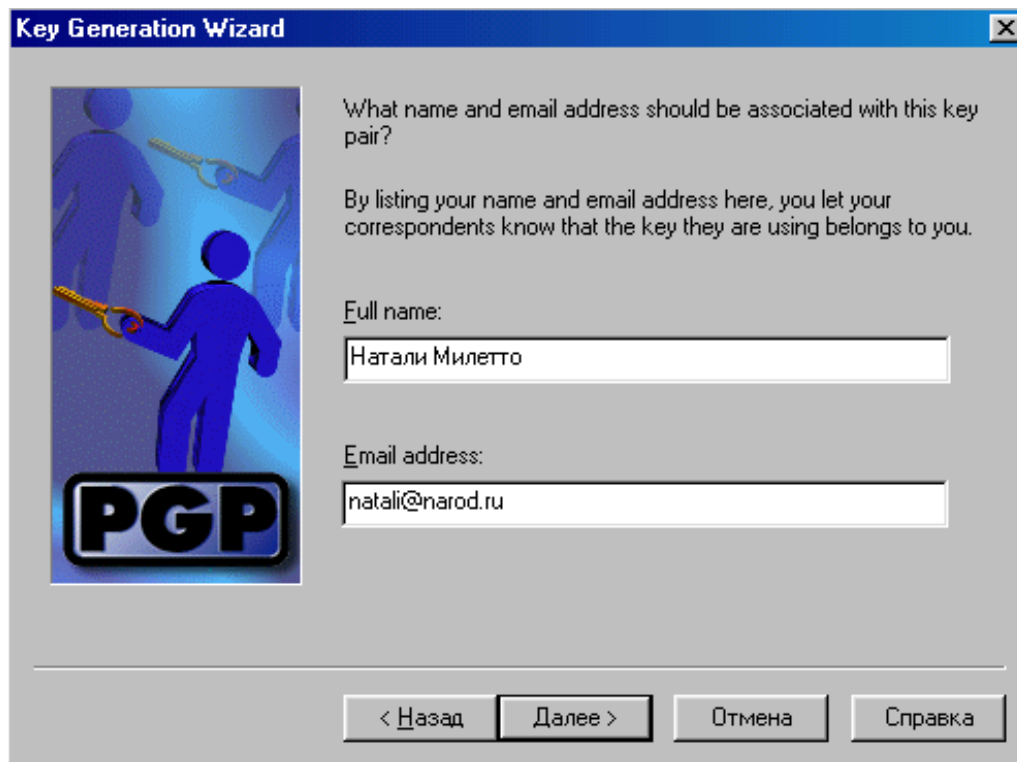 Key Generation Wizard
What name and email address should be associated with this key
pair?
By listing your name and email address here, you let your
correspondents know that the key they are using belongs to you.
Full name:
Натали Милетто
Email address:
natali@narod.ru
PGP
< Назад
Далее >
Отмена
Справка